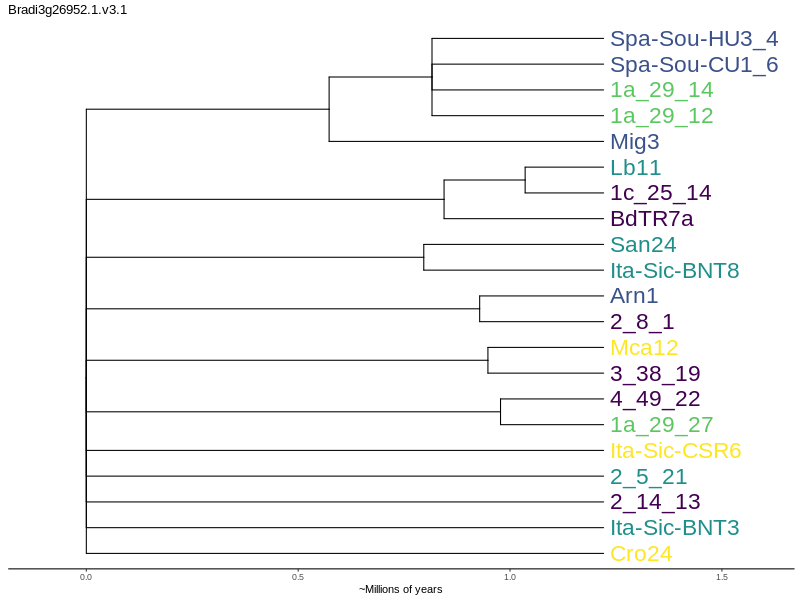 Bradi3g26952.1.v3.1
Spa-Sou-HU3_4
Spa-Sou-CU1_6
1a_29_14
1a_29_12
Mig3
Lb11
1c_25_14
BdTR7a
San24
Ita-Sic-BNT8
Arn1
2_8_1
Mca12
3_38_19
4_49_22
1a_29_27
Ita-Sic-CSR6
2_5_21
2_14_13
Ita-Sic-BNT3
Cro24
0.0 0.5 1.0 1.5
~Millions of years